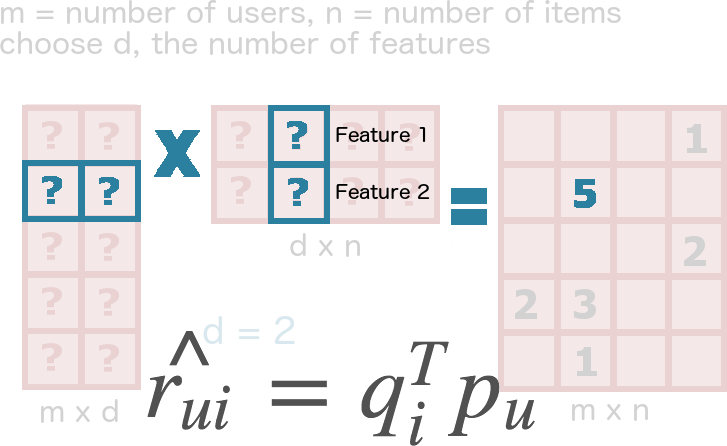 m = number of users, n = number of items
choose d, the number of features
? ? x ? ? Feature 1 ? ? 1
? ? ? ? Feature 2 ? ? = 5
? ? d x n 2
? ? d = 2 2 3
? ? 1
m x d r̂ui = qiT pu m x n